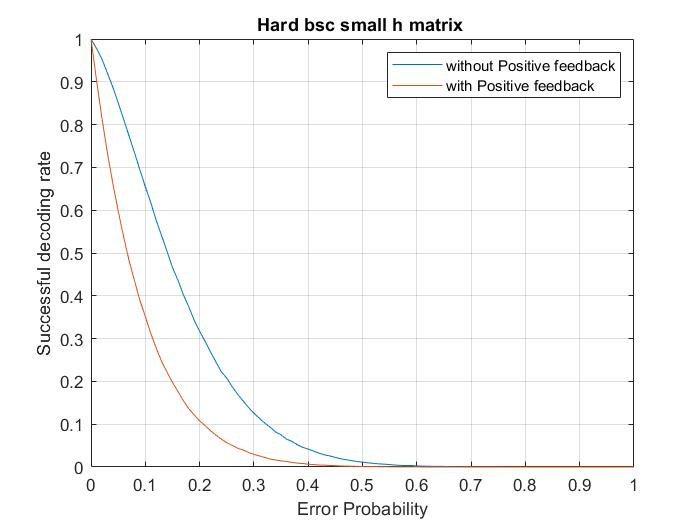 Hard bsc small h matrix
without Positive feedback
with Positive feedback
Successful decoding rate
1
0.9
0.8
0.7
0.6
0.5
0.4
0.3
0.2
0.1
0
0 0.1 0.2 0.3 0.4 0.5 0.6 0.7 0.8 0.9 1
Error Probability